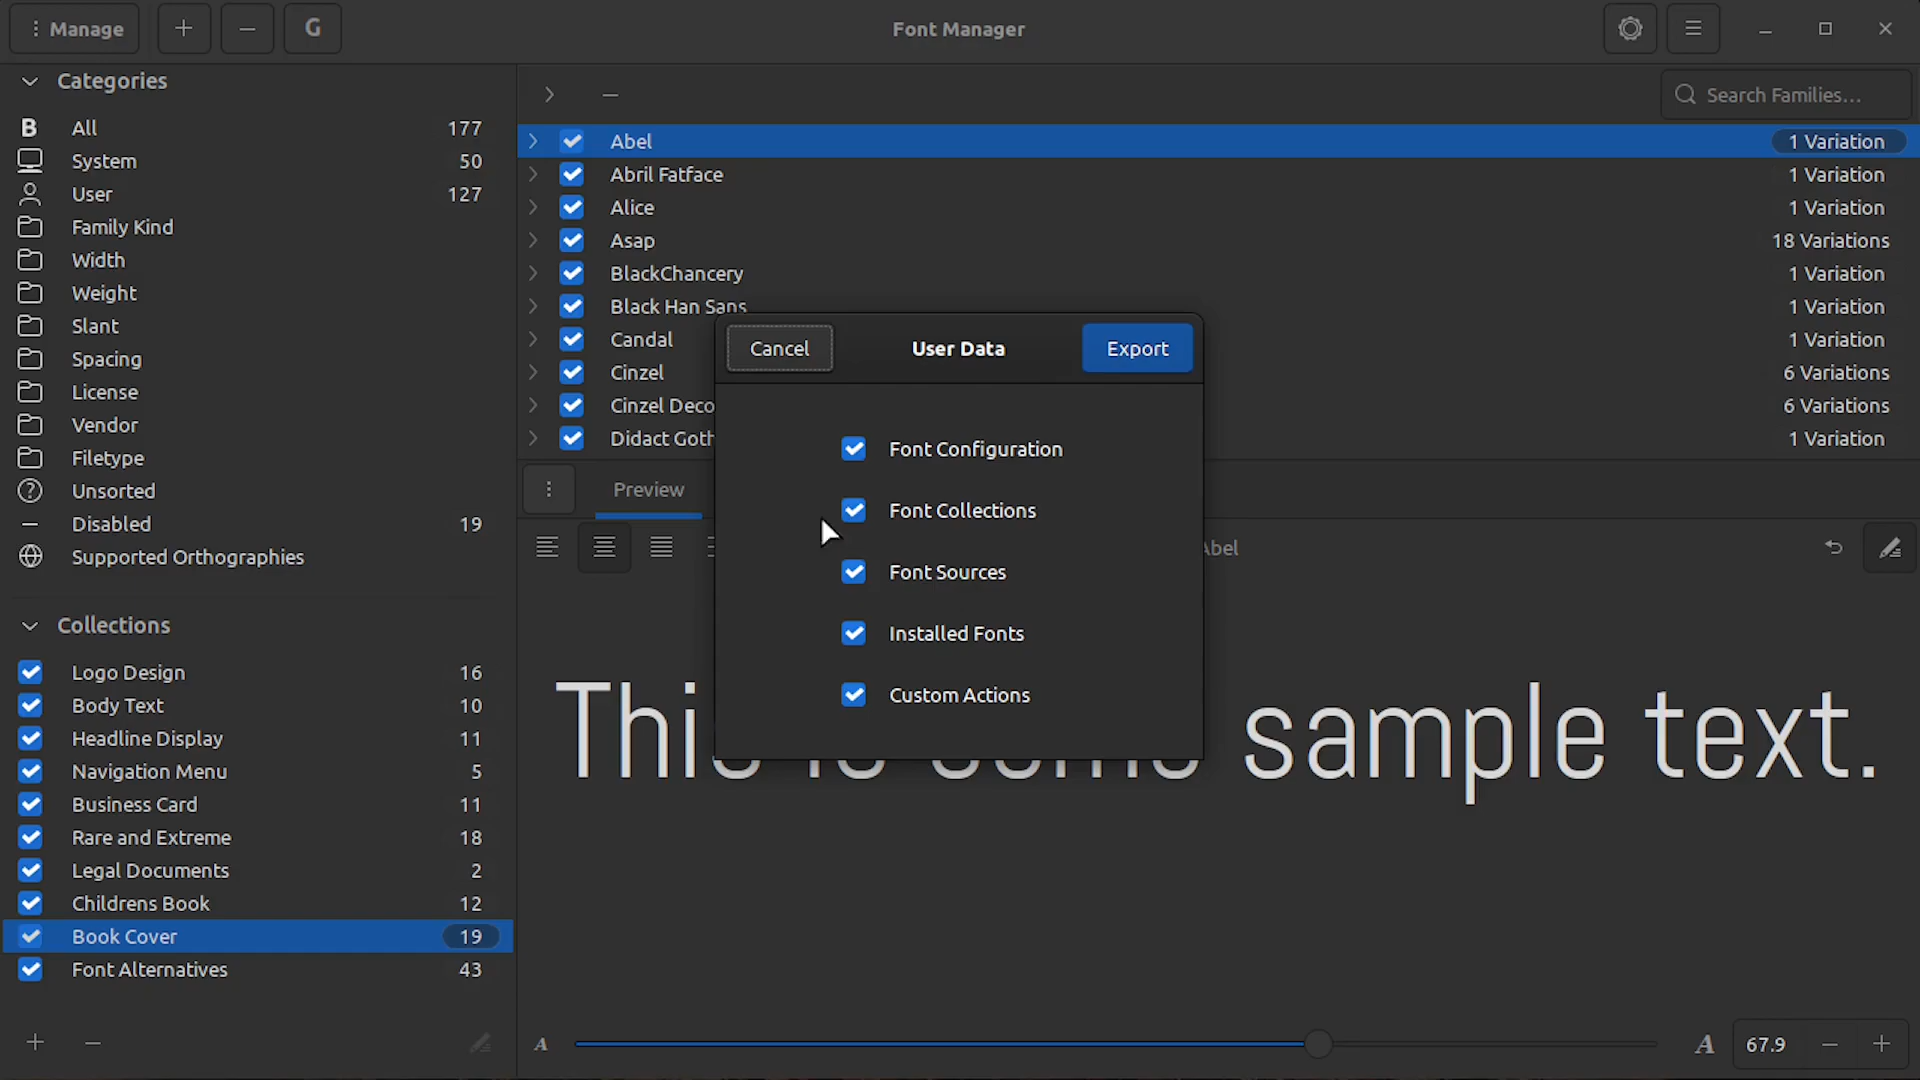 Manage
G
Font Manager
Categories
All 177
System 50
User 127
Family Kind
Width
Weight
Slant
Spacing
License
Vendor
Filetype
Unsorted
Disabled 19
Supported Orthographies
Collections
Logo Design 16
Body Text 10
Headline Display 11
Navigation Menu 5
Business Card 11
Rare and Extreme 18
Legal Documents 2
Childrens Book 12
Book Cover 19
Font Alternatives 43
Search Families...
Abel 1 Variation
Abril Fatface 1 Variation
Alice 1 Variation
Asap 18 Variations
BlackChancery 1 Variation
Black Han Sans 1 Variation
Candal 1 Variation
Cinzel 6 Variations
Cinzel Deco 6 Variations
Didact Goth 1 Variation
Cancel User Data Export
Font Configuration
Font Collections
Font Sources
Installed Fonts
Custom Actions
Preview
Abel
This is some sample text.
A A 67.9